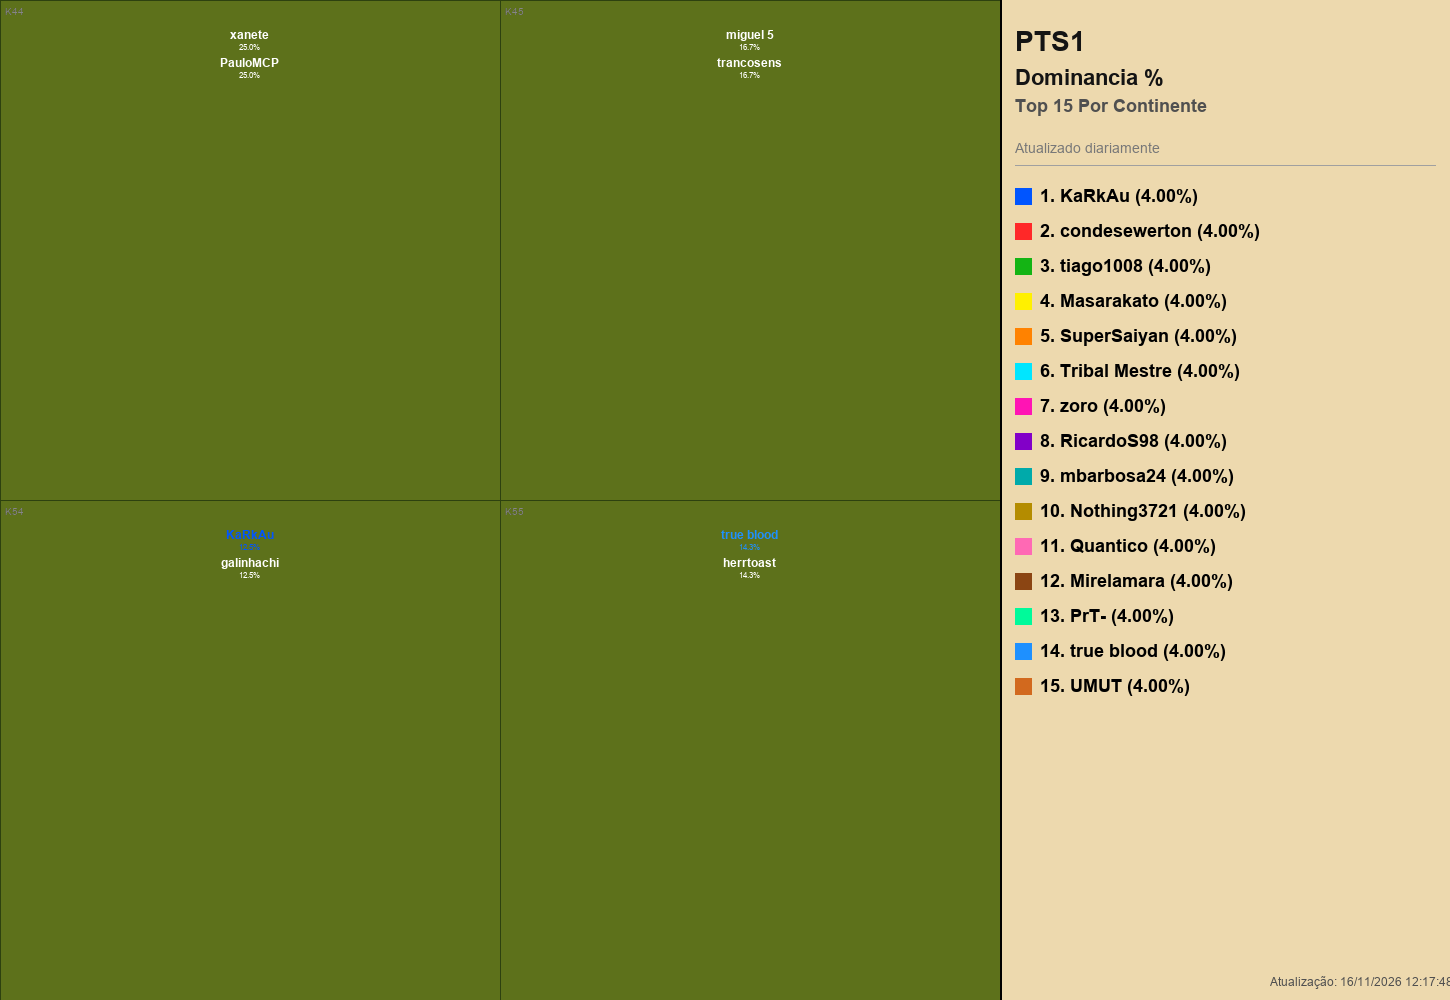 K44
xanete
25.0%
PauloMCP
25.0%
K45
miguel 5
16.7%
trancosens
16.7%
K54
KaRkAu
12.5%
galinhachi
12.5%
K55
true blood
14.3%
herrtoast
14.3%
PTS1
Dominancia %
Top 15 Por Continente
Atualizado diariamente
1. KaRkAu (4.00%)
2. condesewerton (4.00%)
3. tiago1008 (4.00%)
4. Masarakato (4.00%)
5. SuperSaiyan (4.00%)
6. Tribal Mestre (4.00%)
7. zoro (4.00%)
8. RicardoS98 (4.00%)
9. mbarbosa24 (4.00%)
10. Nothing3721 (4.00%)
11. Quantico (4.00%)
12. Mirelamara (4.00%)
13. PrT- (4.00%)
14. true blood (4.00%)
15. UMUT (4.00%)
Atualização: 16/11/2026 12:17:48